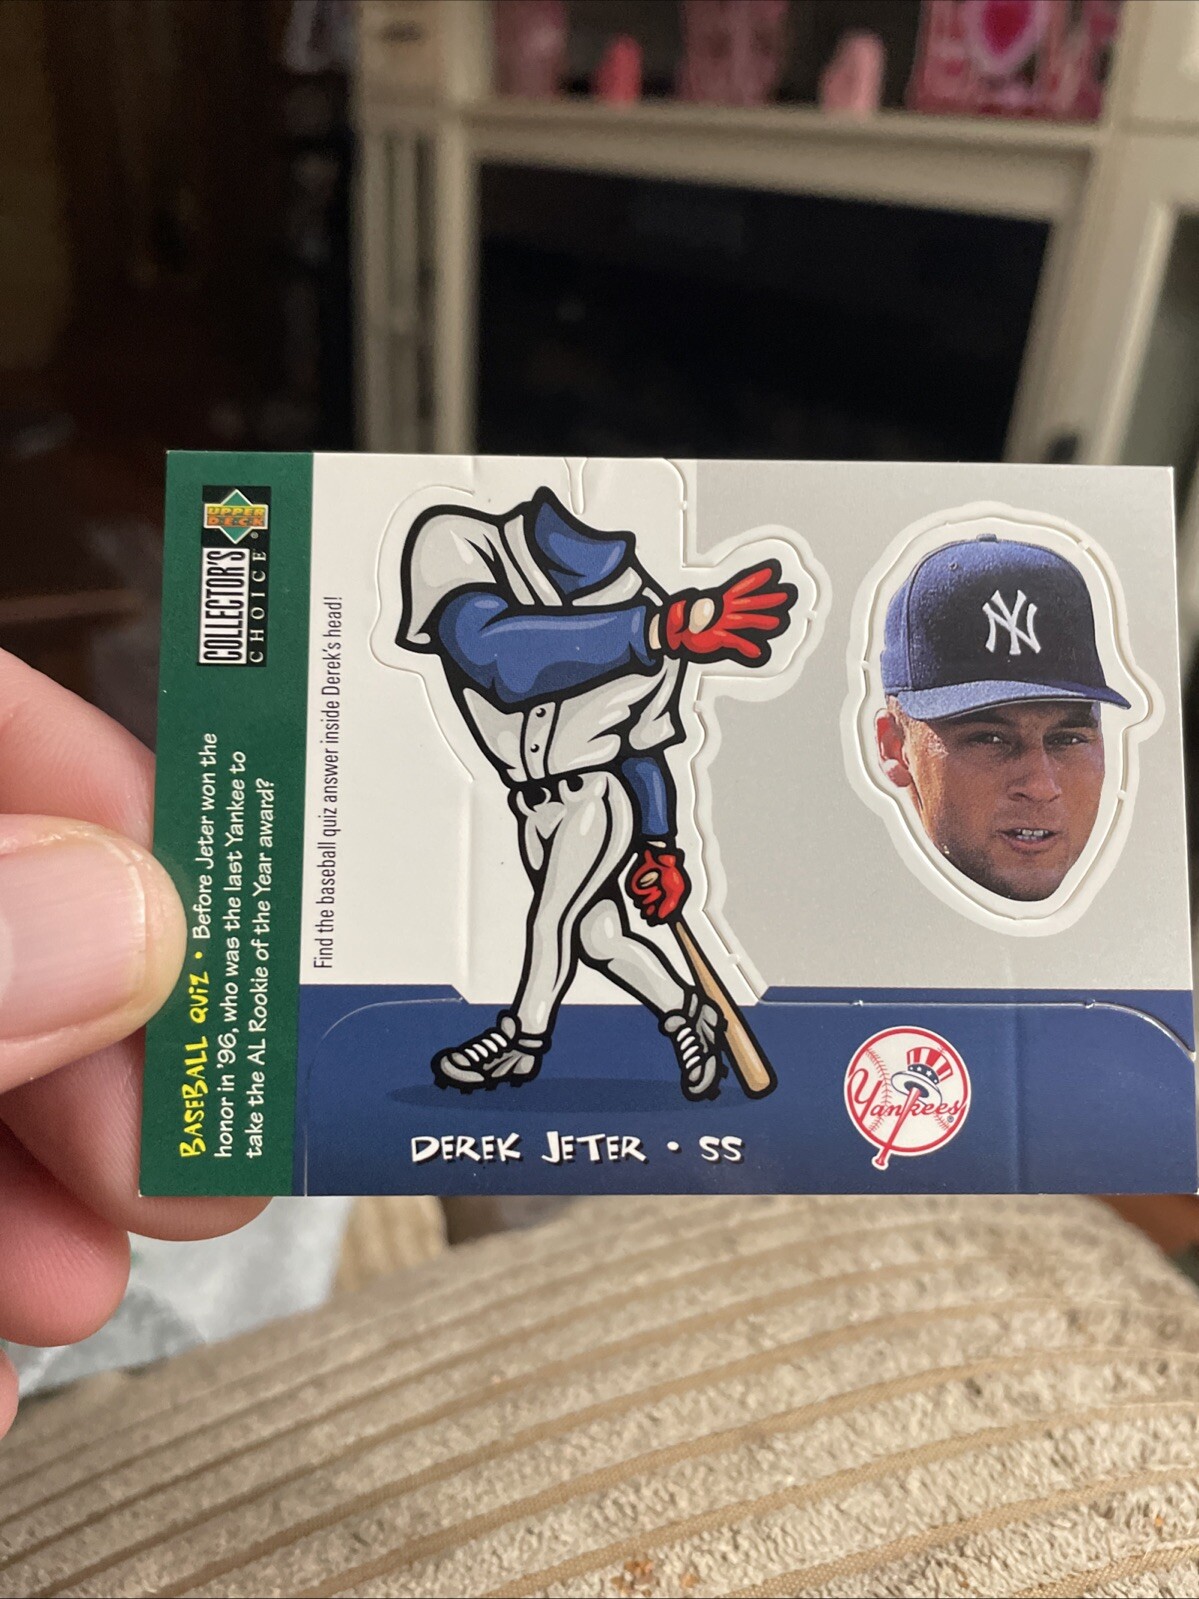 UPPER
DECK
COLLECTOR'S
CHOICE®
BASEBALL QUIZ • Before Jeter won the
honor in '96, who was the last Yankee to
take the AL Rookie of the Year award?
Find the baseball quiz answer inside Derek's head!
NY
Yankees®
DEREK JETER • SS